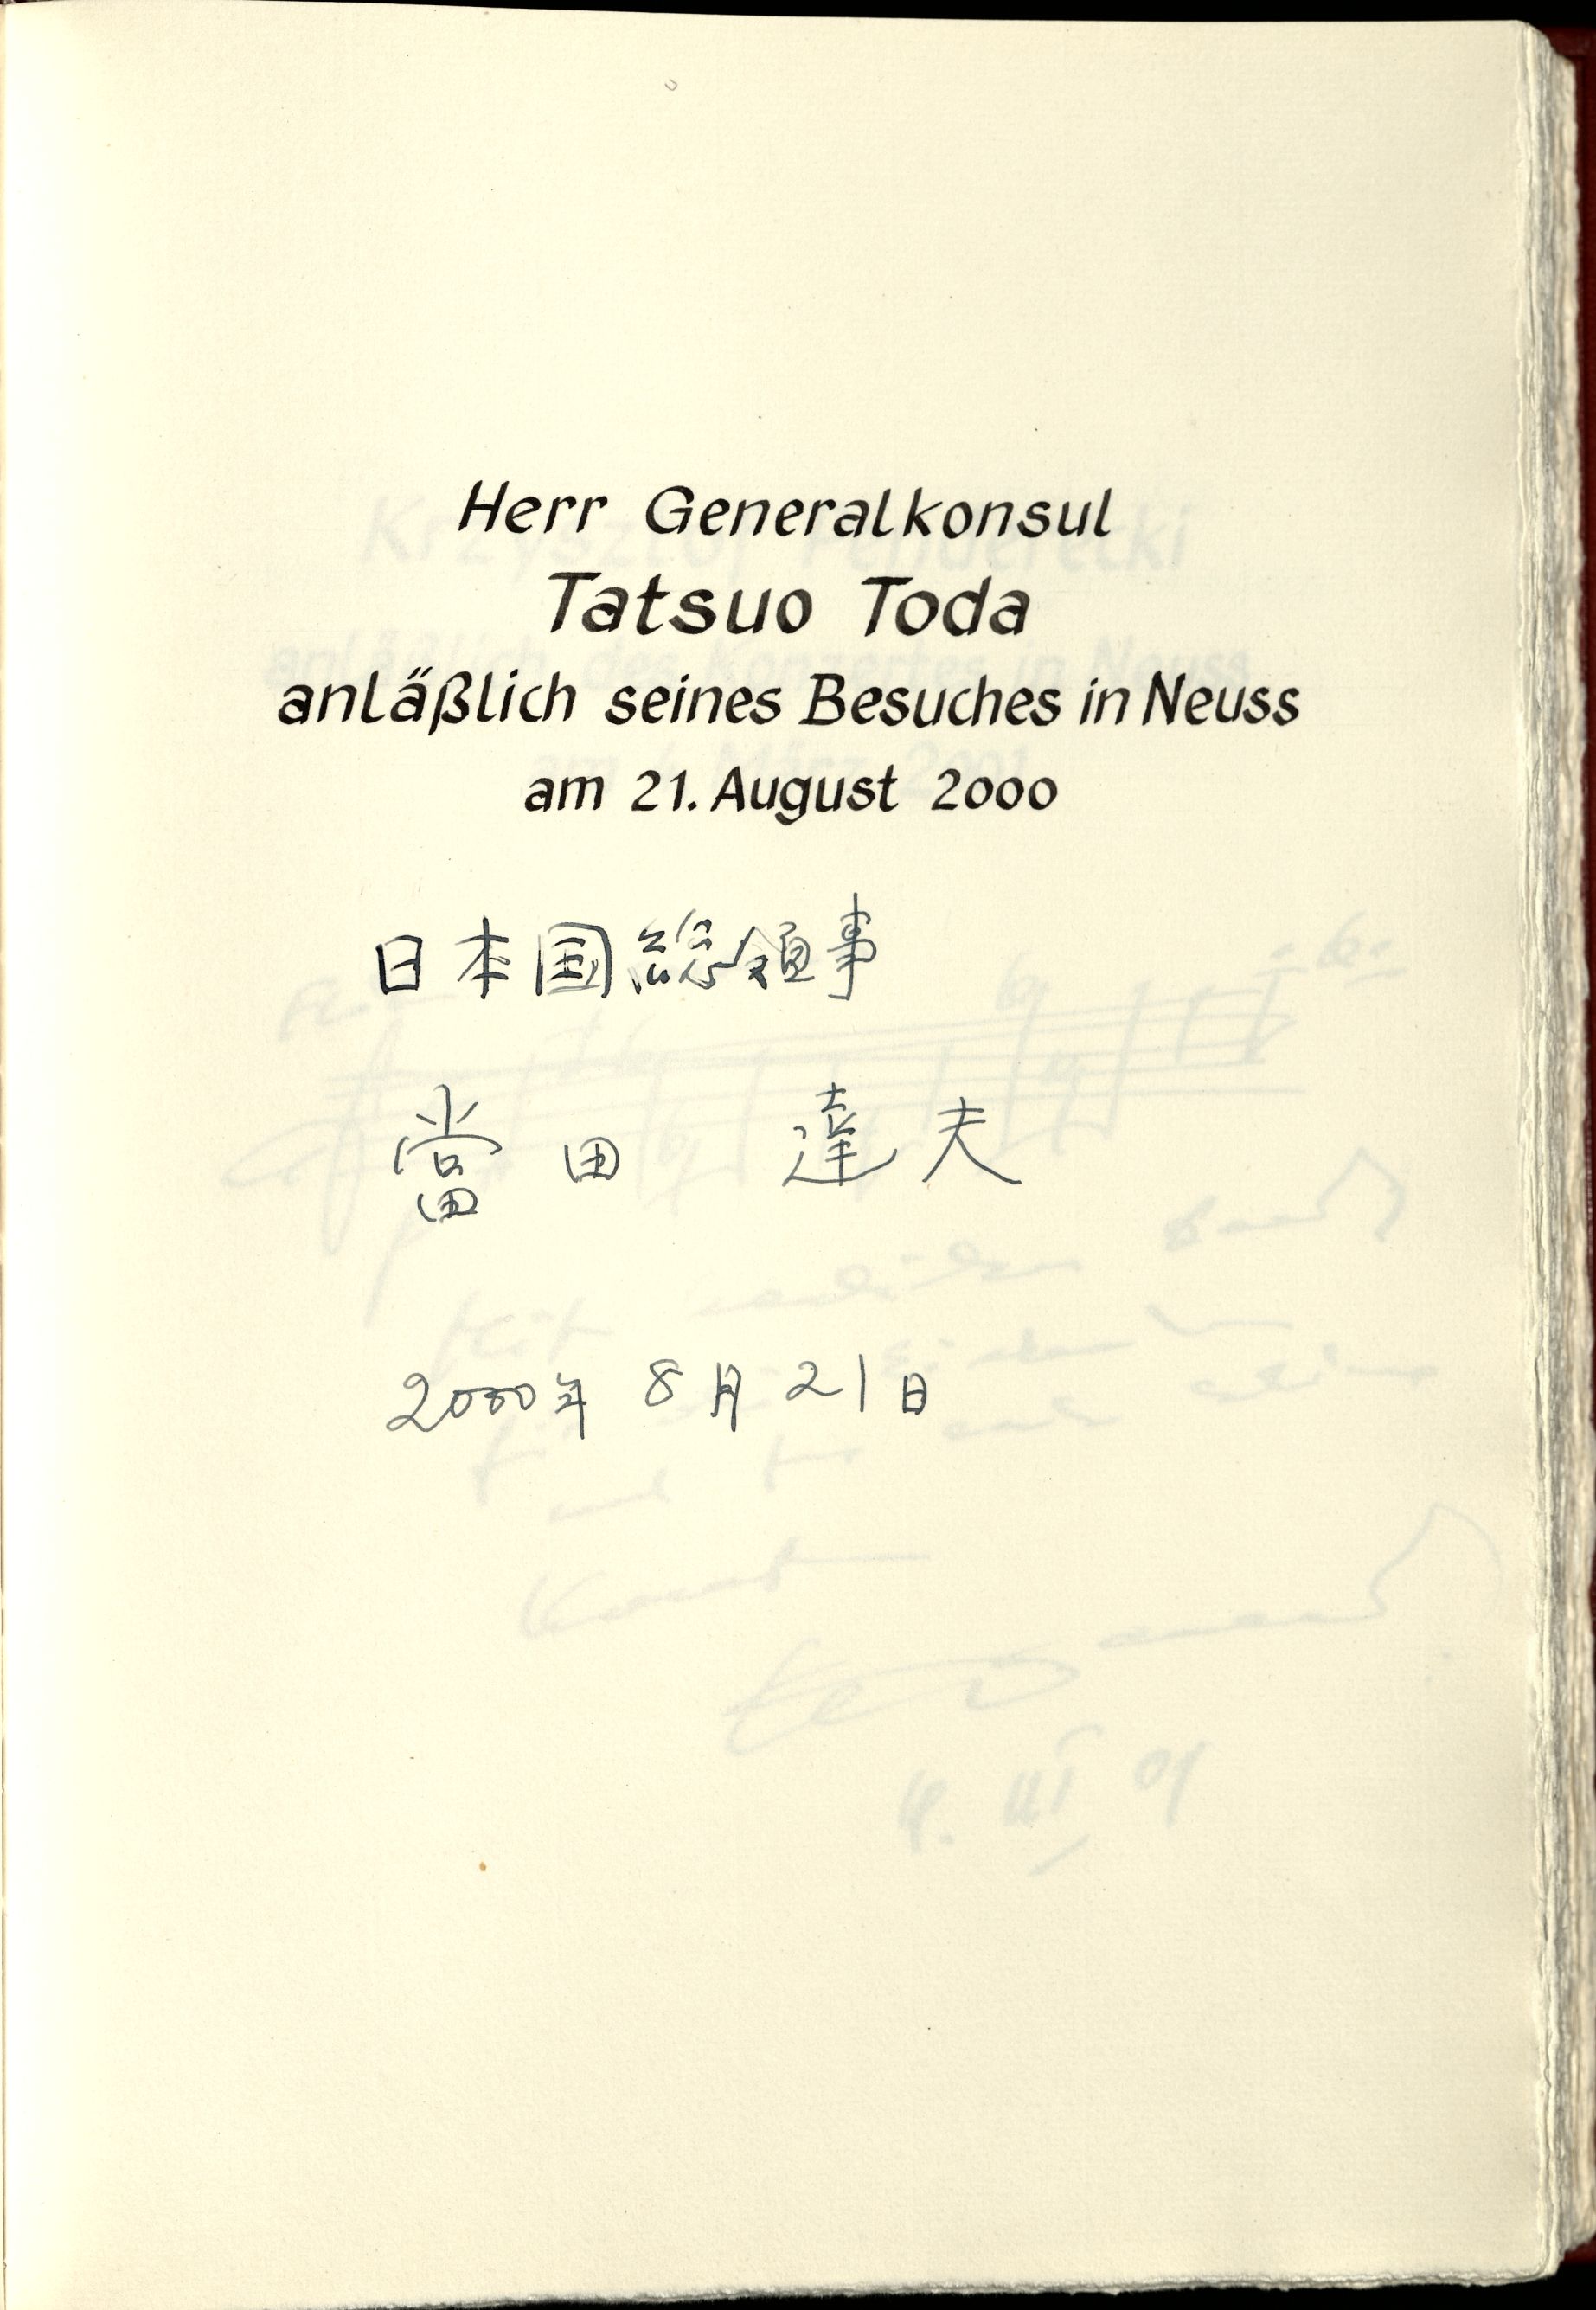 Herr Generalkonsul
Tatsuo Toda
anläßlich seines Besuches in Neuss
am 21. August 2000
日本国総領事
當田 達夫
2000年 8月 21日